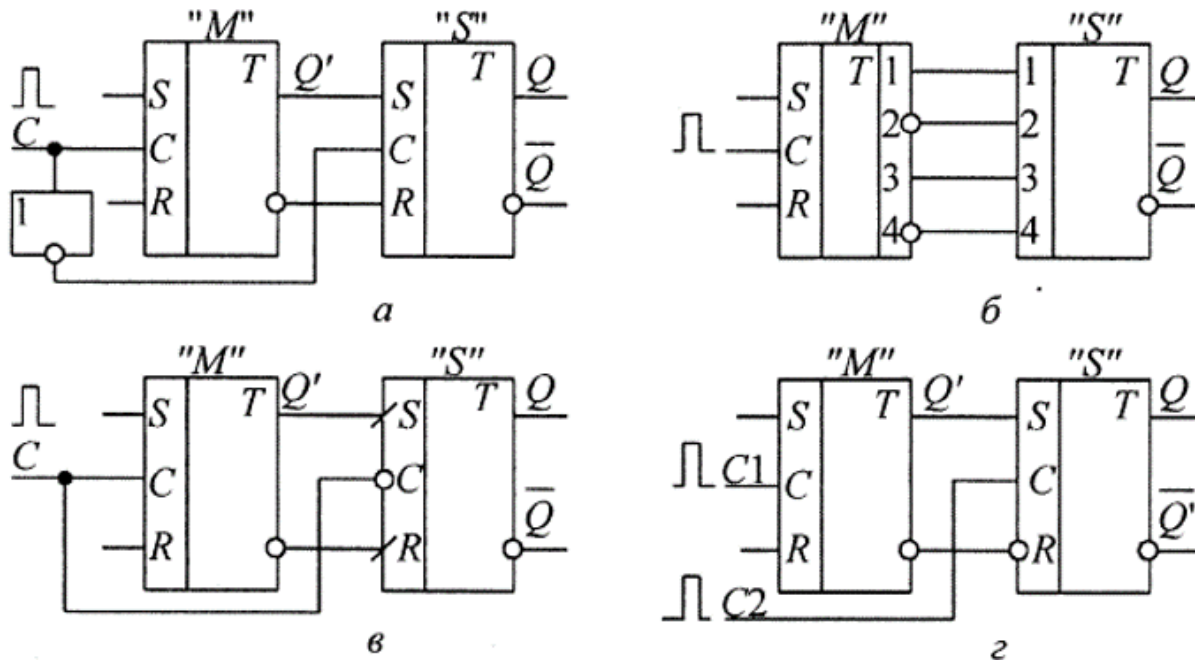 "M" "S" "M" "S"
T Q' T Q T 1 1 T Q
S S S
2 2
C C C Q̅ C Q̅
3 3
1 R R R
4 4
а б
"M" "S" "M" "S"
T Q' T Q T Q' T Q
S S S S
C C C C1 C C
Q̅ Q̅'
R R R R
C2
в г